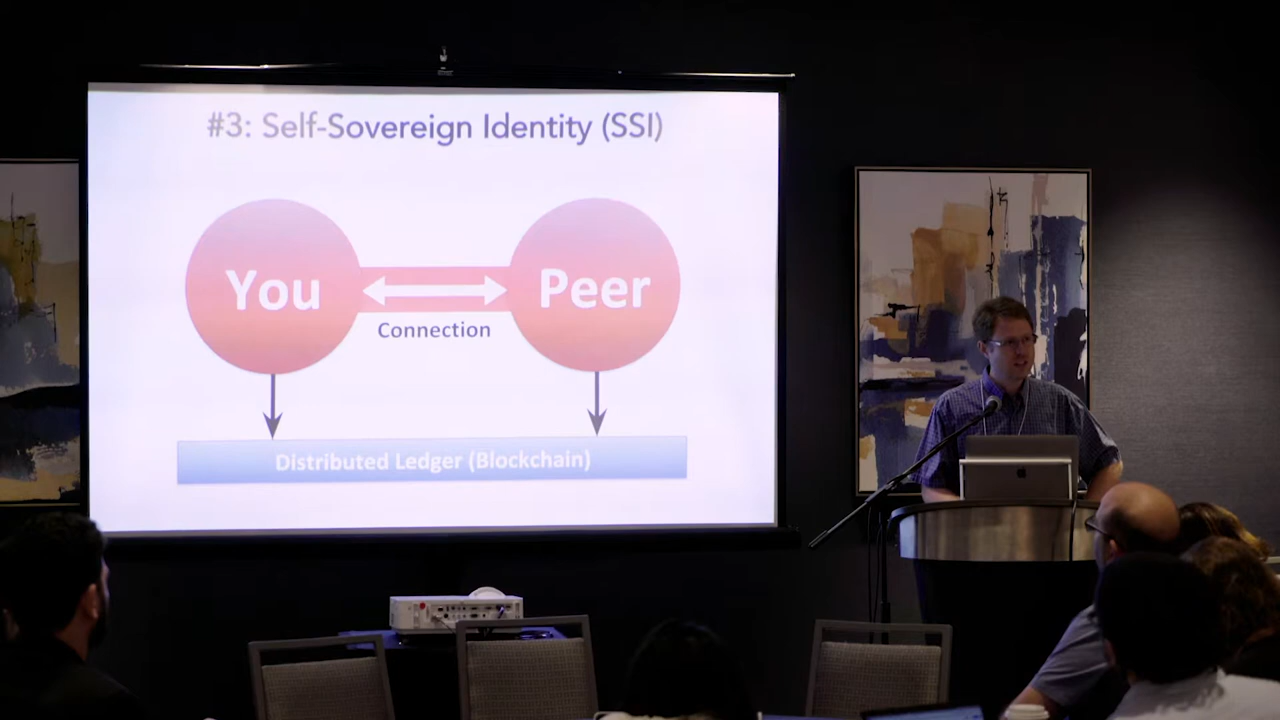 #3: Self-Sovereign Identity (SSI)
You
Peer
Connection
Distributed Ledger (Blockchain)